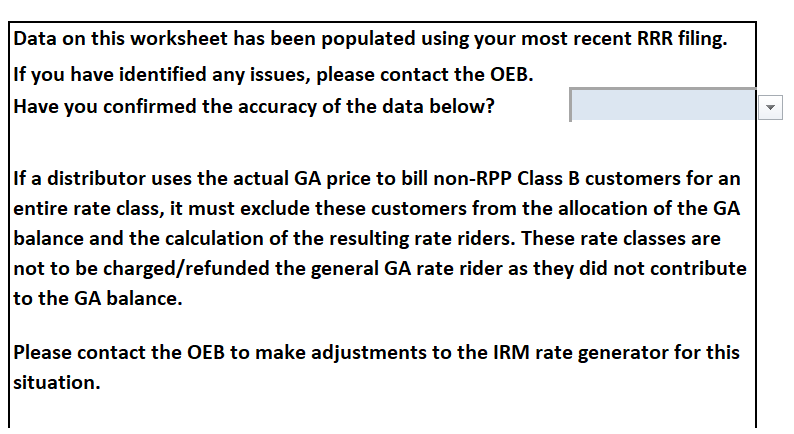 Data on this worksheet has been populated using your most recent RRR filing.
If you have identified any issues, please contact the OEB.
Have you confirmed the accuracy of the data below?
If a distributor uses the actual GA price to bill non-RPP Class B customers for an
entire rate class, it must exclude these customers from the allocation of the GA
balance and the calculation of the resulting rate riders. These rate classes are
not to be charged/refunded the general GA rate rider as they did not contribute
to the GA balance.
Please contact the OEB to make adjustments to the IRM rate generator for this
situation.